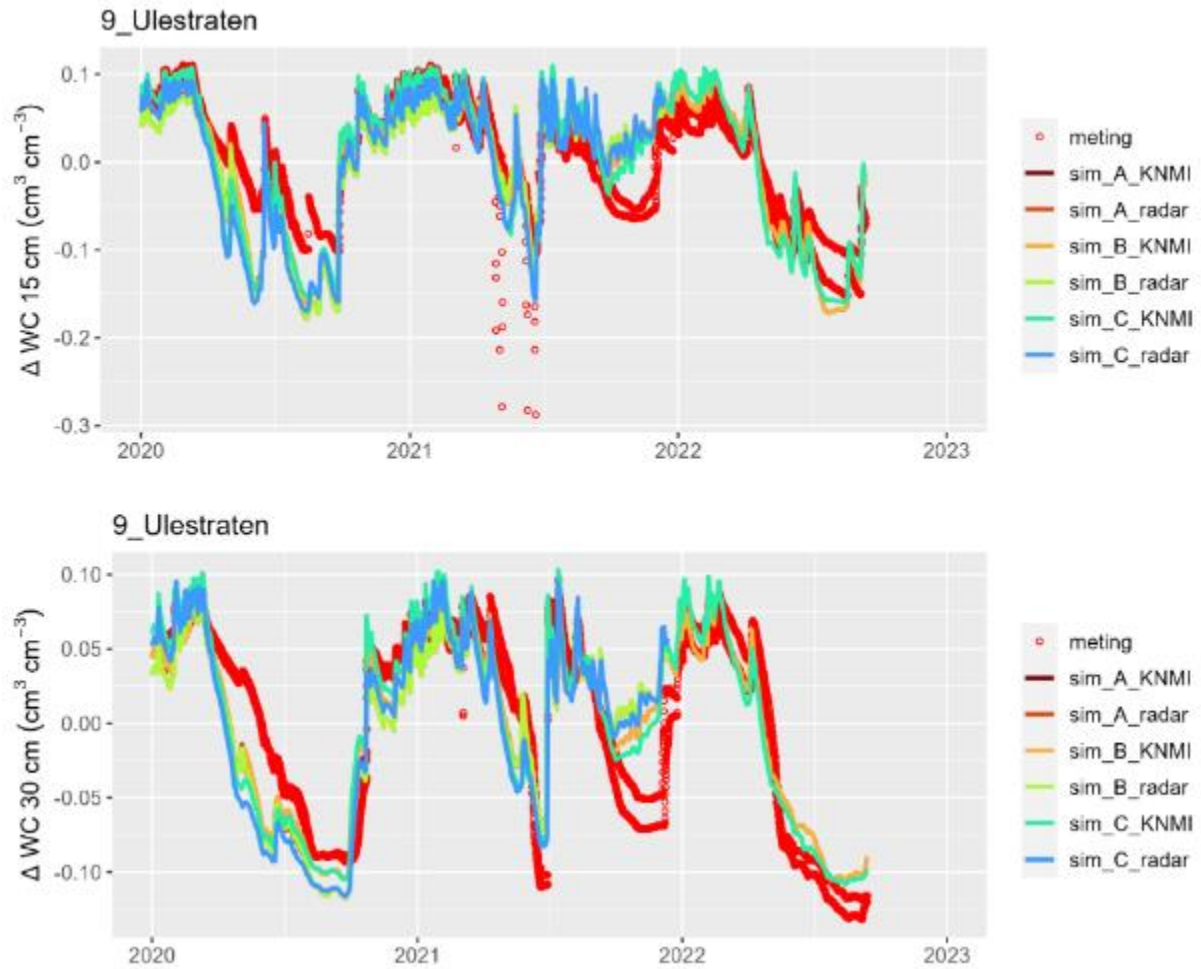 9_Ulestraten
Δ WC 15 cm (cm³ cm⁻³)
0.1
0.0
-0.1
-0.2
-0.3
2020 2021 2022 2023
meting
sim_A_KNMI
sim_A_radar
sim_B_KNMI
sim_B_radar
sim_C_KNMI
sim_C_radar
9_Ulestraten
Δ WC 30 cm (cm³ cm⁻³)
0.10
0.05
0.00
-0.05
-0.10
2020 2021 2022 2023
meting
sim_A_KNMI
sim_A_radar
sim_B_KNMI
sim_B_radar
sim_C_KNMI
sim_C_radar